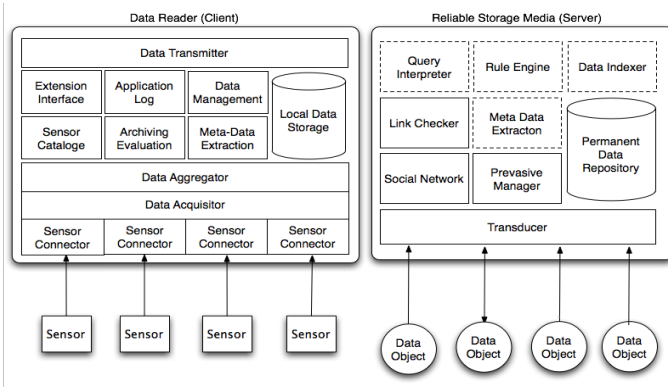 Data Reader (Client)
Data Transmitter
Extension
Interface
Application
Log
Data
Management
Local Data
Storage
Sensor
Cataloge
Archiving
Evaluation
Meta-Data
Extraction
Data Aggregator
Data Acquisitor
Sensor
Connector
Sensor
Connector
Sensor
Connector
Sensor
Connector
Sensor
Sensor
Sensor
Sensor
Reliable Storage Media (Server)
Query
Interpreter
Rule Engine
Data Indexer
Link Checker
Meta Data
Extracton
Permanent
Data
Repository
Social Network
Prevasive
Manager
Transducer
Data
Object
Data
Object
Data
Object
Data
Object